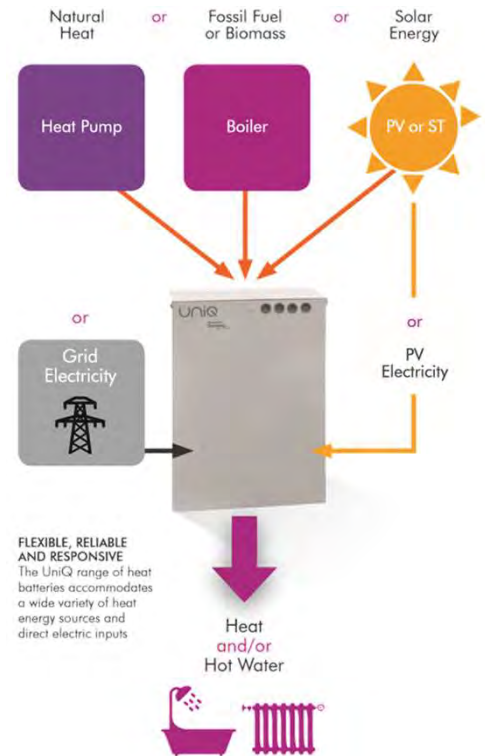 Natural
Heat
or
Fossil Fuel
or Biomass
or
Solar
Energy
Heat Pump
Boiler
PV or ST
UniQ
or
Grid
Electricity
or
PV
Electricity
FLEXIBLE, RELIABLE
AND RESPONSIVE
The UniQ range of heat
batteries accommodates
a wide variety of heat
energy sources and
direct electric inputs
Heat
and/or
Hot Water